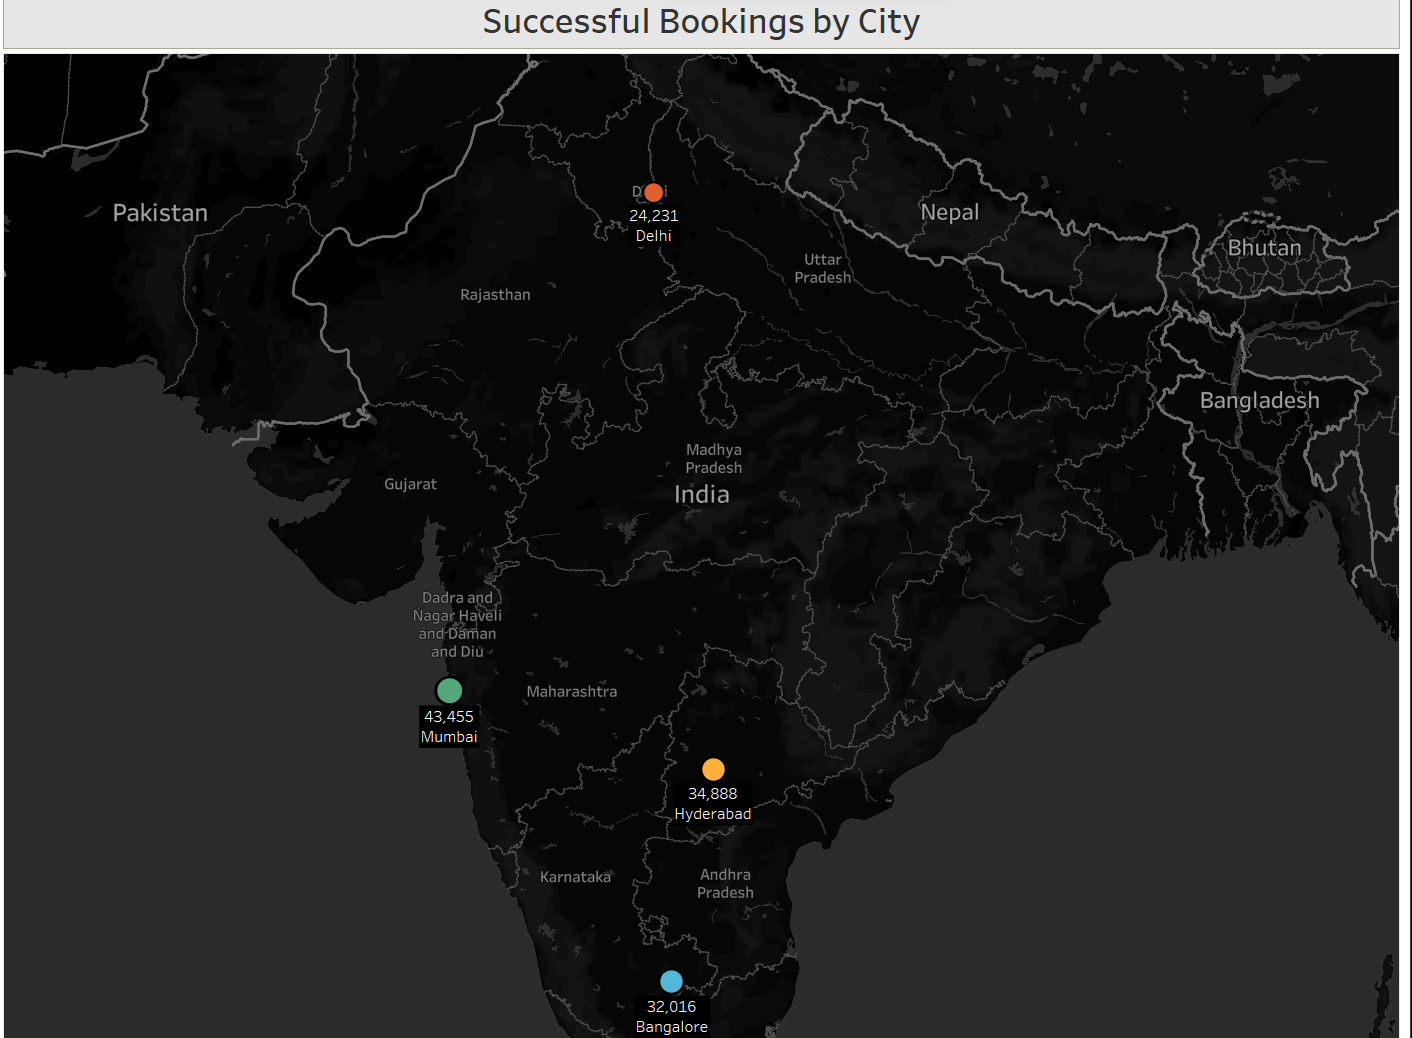 Successful Bookings by City
Pakistan
Nepal
Bhutan
24,231
Delhi
Uttar
Pradesh
Rajasthan
Bangladesh
Madhya
Pradesh
India
Gujarat
Dadra and
Nagar Haveli
and Daman
and Diu
Maharashtra
43,455
Mumbai
34,888
Hyderabad
Karnataka
Andhra
Pradesh
32,016
Bangalore